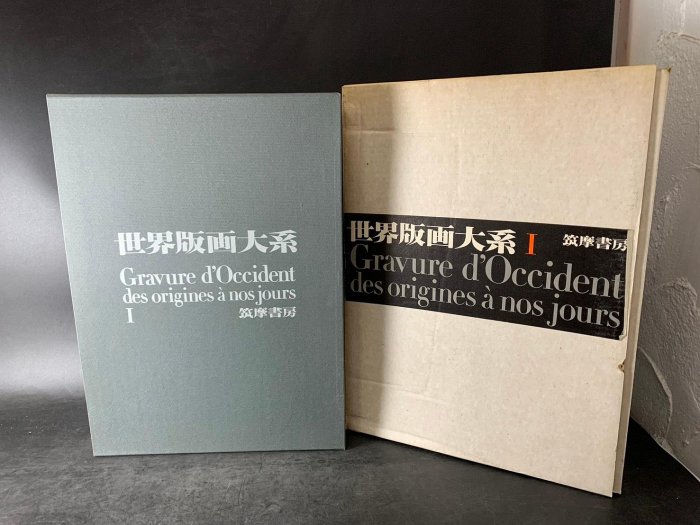 世界版画大系
Gravure d'Occident
des origines à nos jours
I 筑摩書房
世界版画大系 I 筑摩書房
Gravure d'Occident
des origines à nos jours